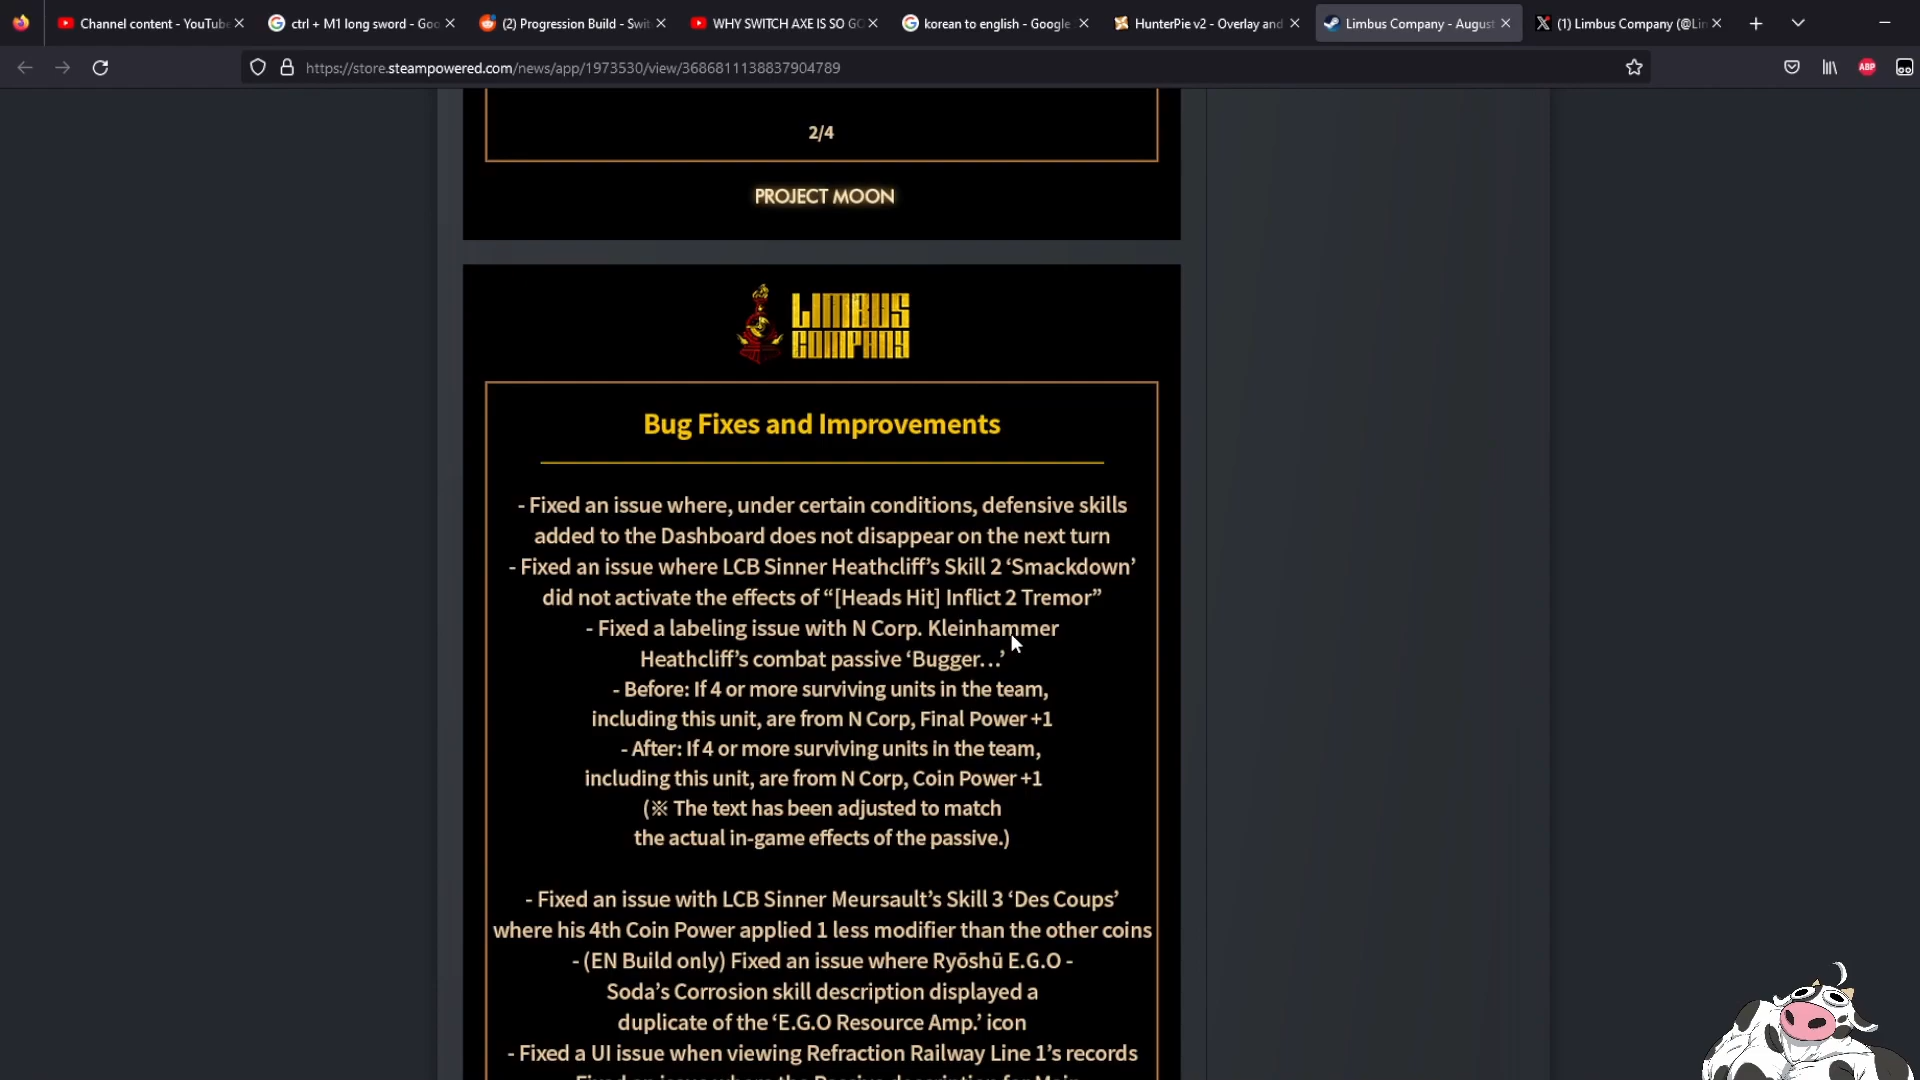 Channel content - YouTube
ctrl + M1 long sword - Goo
(2) Progression Build - Swit
WHY SWITCH AXE IS SO GO
korean to english - Google
HunterPie v2 - Overlay and
Limbus Company - August
(1) Limbus Company (@Lim
https://store.steampowered.com/news/app/1973530/view/3686811138837904789
ABP
2/4
PROJECT MOON
LIMBUS
COMPANY
Bug Fixes and Improvements
- Fixed an issue where, under certain conditions, defensive skills
added to the Dashboard does not disappear on the next turn
- Fixed an issue where LCB Sinner Heathcliff’s Skill 2 ‘Smackdown’
did not activate the effects of “[Heads Hit] Inflict 2 Tremor”
- Fixed a labeling issue with N Corp. Kleinhammer
Heathcliff’s combat passive ‘Bugger…’
- Before: If 4 or more surviving units in the team,
including this unit, are from N Corp, Final Power +1
- After: If 4 or more surviving units in the team,
including this unit, are from N Corp, Coin Power +1
(※ The text has been adjusted to match
the actual in-game effects of the passive.)
- Fixed an issue with LCB Sinner Meursault’s Skill 3 ‘Des Coups’
where his 4th Coin Power applied 1 less modifier than the other coins
- (EN Build only) Fixed an issue where Ryōshū E.G.O -
Soda’s Corrosion skill description displayed a
duplicate of the ‘E.G.O Resource Amp.’ icon
- Fixed a UI issue when viewing Refraction Railway Line 1’s records